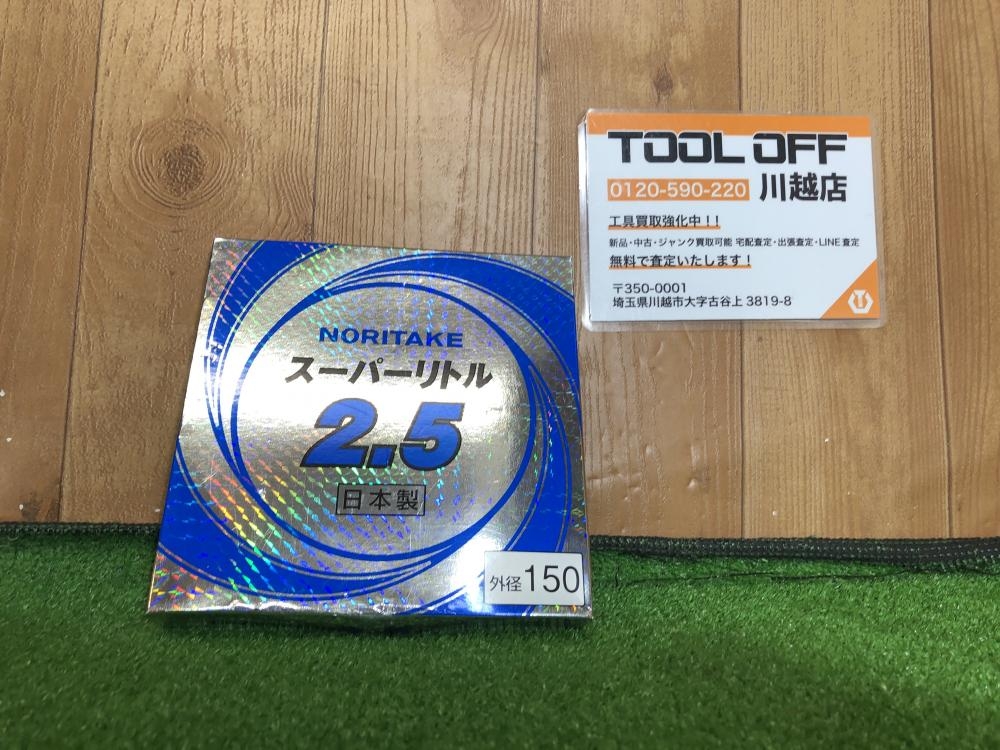 NORITAKE
スーパーリトル
2.5
日本製
外径150
TOOL OFF
0120-590-220 川越店
工具買取強化中!!
新品・中古・ジャンク買取可能 宅配査定・出張査定・LINE査定
無料で査定いたします!
〒350-0001
埼玉県川越市大字古谷上 3819-8